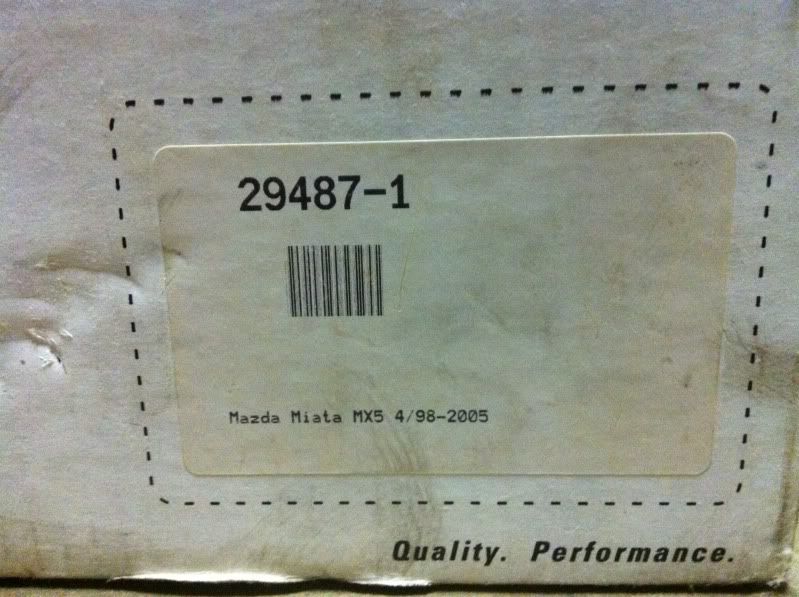 29487-1
Mazda Miata MX5 4/98-2005
Quality. Performance.